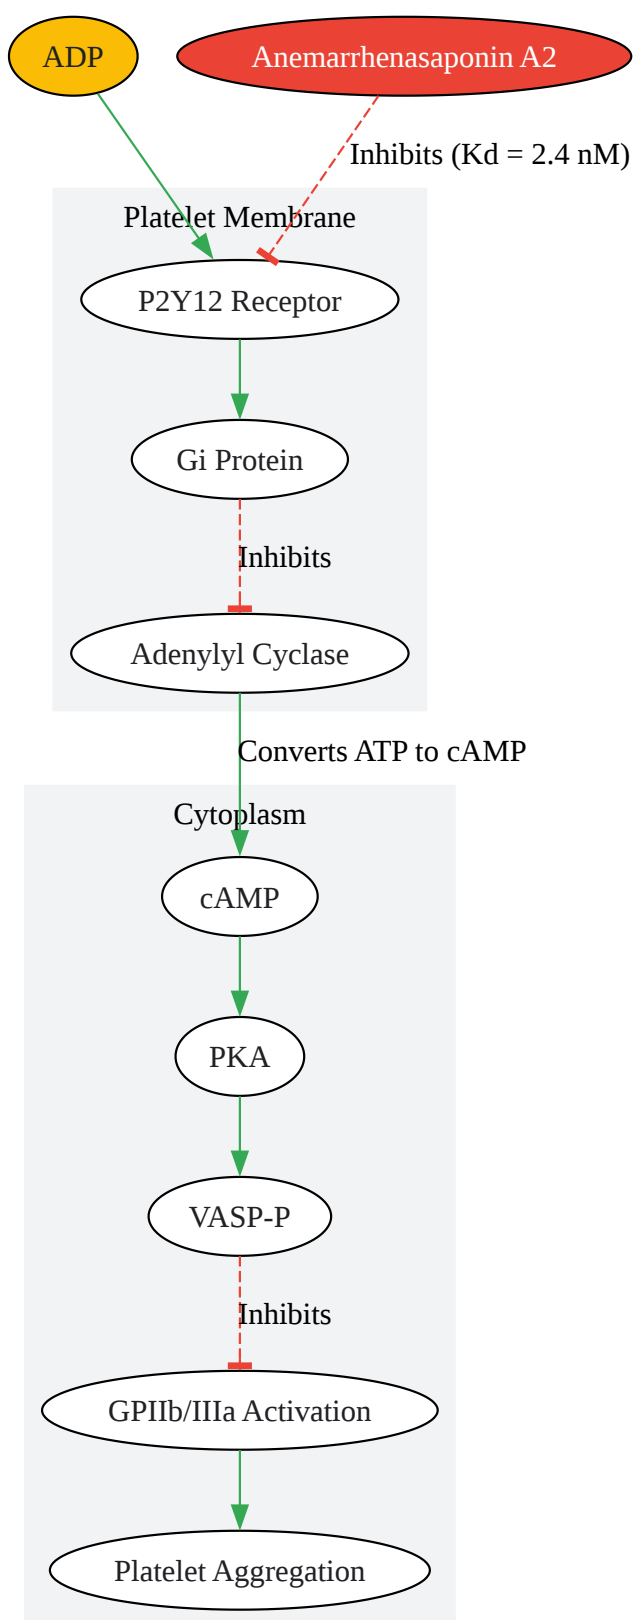 ADP
Anemarrhenasaponin A2
Inhibits (Kd = 2.4 nM)
Platelet Membrane
P2Y12 Receptor
Gi Protein
Inhibits
Adenylyl Cyclase
Converts ATP to cAMP
Cytoplasm
cAMP
PKA
VASP-P
Inhibits
GPIIb/IIIa Activation
Platelet Aggregation